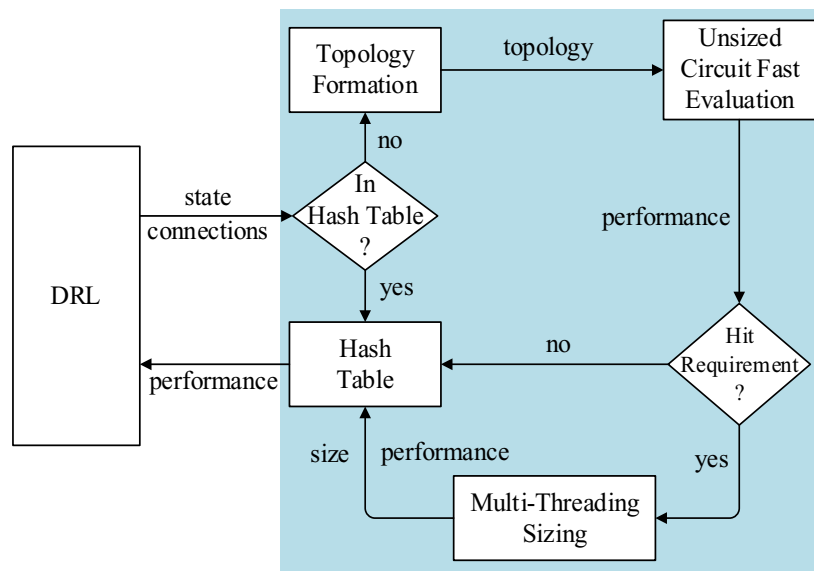 Topology
Formation
topology
Unsized
Circuit Fast
Evaluation
no
state
connections
In
Hash Table
?
performance
DRL
yes
Hash
Table
performance
no
Hit
Requirement
?
size
performance
yes
Multi-Threading
Sizing